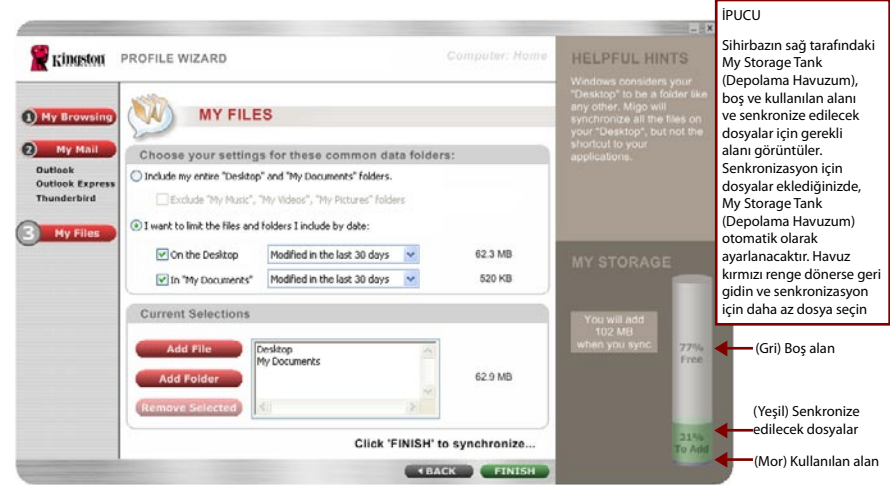 Kingston
PROFILE WIZARD
Computer: Home
1 My Browsing
2 My Mail
Outlook
Outlook Express
Thunderbird
3 My Files
MY FILES
Choose your settings for these common data folders:
Include my entire "Desktop" and "My Documents" folders.
Exclude "My Music", "My Videos", "My Pictures" folders
I want to limit the files and folders I include by date:
On the Desktop Modified in the last 30 days 62.3 MB
In "My Documents" Modified in the last 30 days 520 KB
Current Selections
Add File
Add Folder
Remove Selected
Desktop
My Documents
62.9 MB
Click 'FINISH' to synchronize...
BACK FINISH
HELPFUL HINTS
Windows considers your
"Desktop" to be a folder like
any other. Migo will
synchronize all the files on
your "Desktop", but not the
shortcut to your
applications.
MY STORAGE
You will add
102 MB
when you sync
77%
Free
21%
To Add
İPUCU
Sihirbazın sağ tarafındaki
My Storage Tank
(Depolama Havuzum),
boş ve kullanılan alanı
ve senkronize edilecek
dosyalar için gerekli
alanı görüntüler.
Senkronizasyon için
dosyalar eklediğinizde,
My Storage Tank
(Depolama Havuzum)
otomatik olarak
ayarlanacaktır. Havuz
kırmızı renge dönerse geri
gidin ve senkronizasyon
için daha az dosya seçin
(Gri) Boş alan
(Yeşil) Senkronize
edilecek dosyalar
(Mor) Kullanılan alan